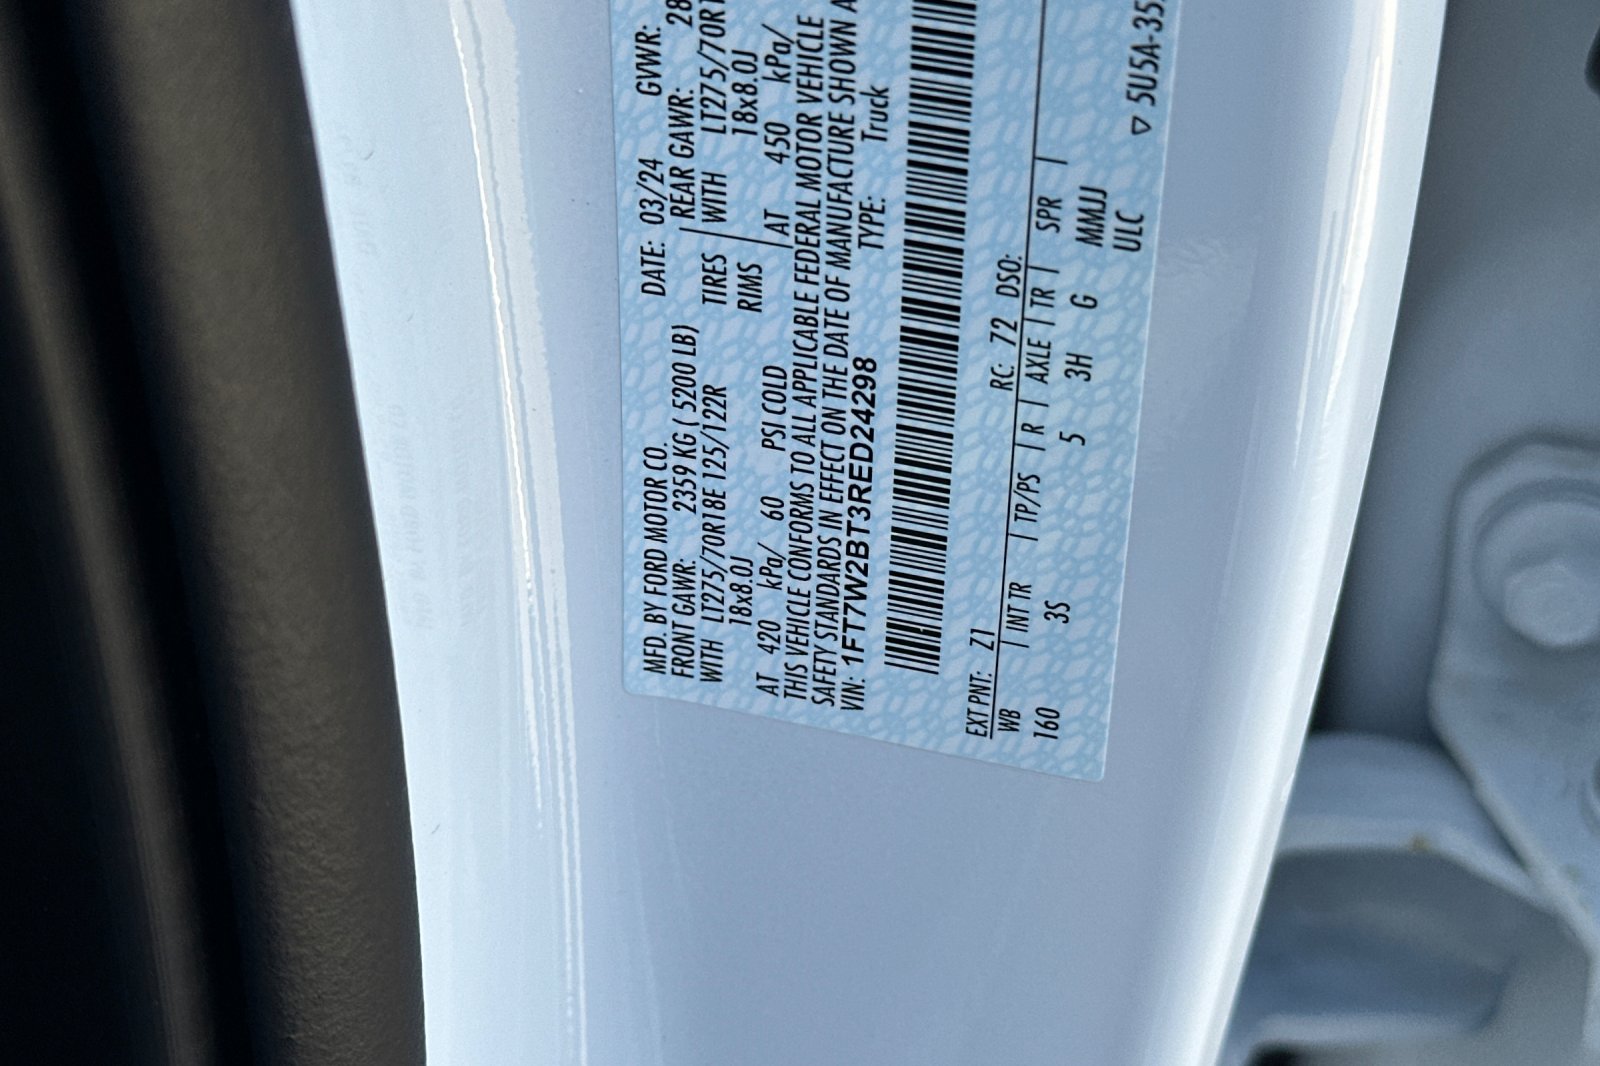 MFD. BY FORD MOTOR CO. DATE: 03/24 GVWR:
FRONT GAWR: 2359 KG ( 5200 LB) REAR GAWR: 28
WITH LT275/70R18E 125/122R TIRES WITH LT275/70R1
18x8.0J RIMS 18x8.0J
AT 420 kPa/ 60 PSI COLD AT 450 kPa/
THIS VEHICLE CONFORMS TO ALL APPLICABLE FEDERAL MOTOR VEHICLE
SAFETY STANDARDS IN EFFECT ON THE DATE OF MANUFACTURE SHOWN A
VIN: 1FT7W2BT3RED24298 TYPE: Truck
EXT PNT: Z1 RC: 72 DSO:
WB | INT TR | TP/PS | R | AXLE | TR | SPR |
160 3S 5 3H G MMJJ
ULC ▽ 5U5A-35